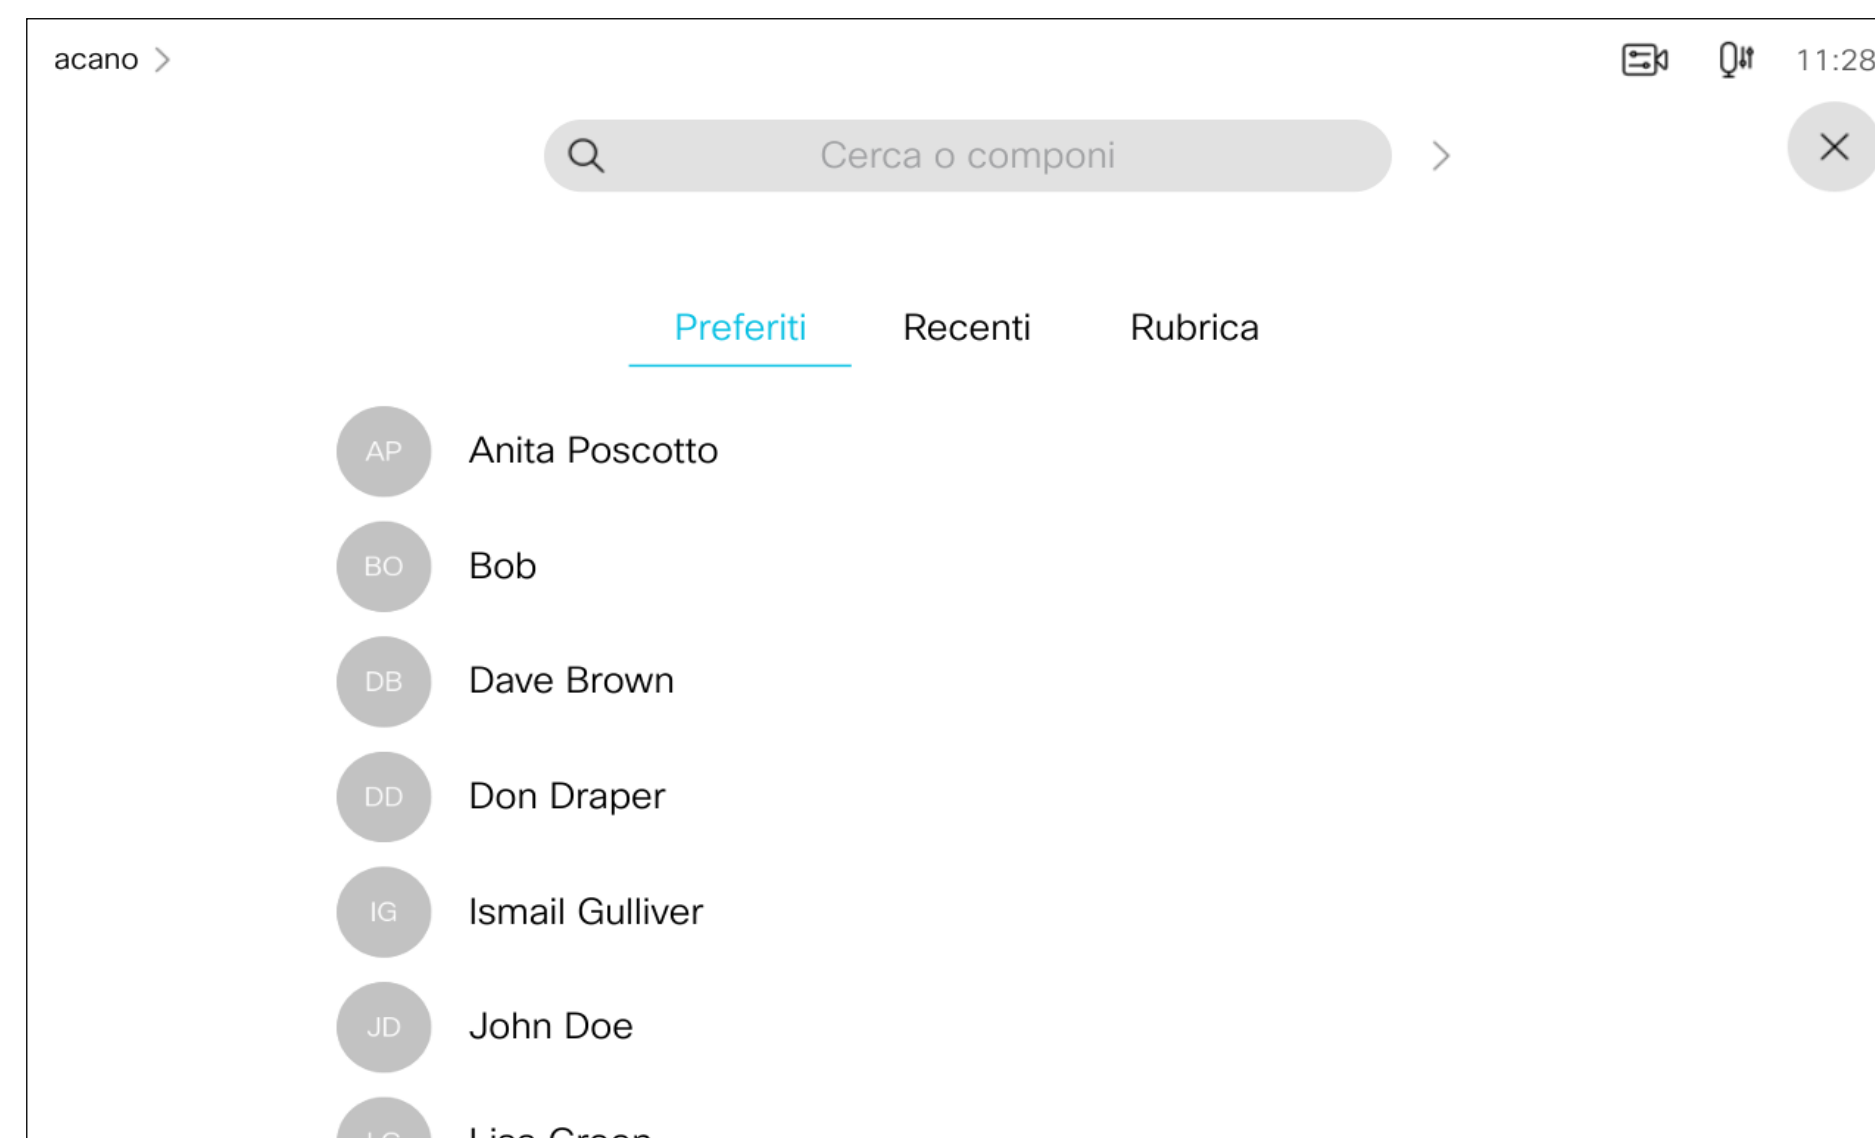 acano
11:28
Cerca o componi
Preferiti Recenti Rubrica
AP Anita Poscotto
BO Bob
DB Dave Brown
DD Don Draper
IG Ismail Gulliver
JD John Doe